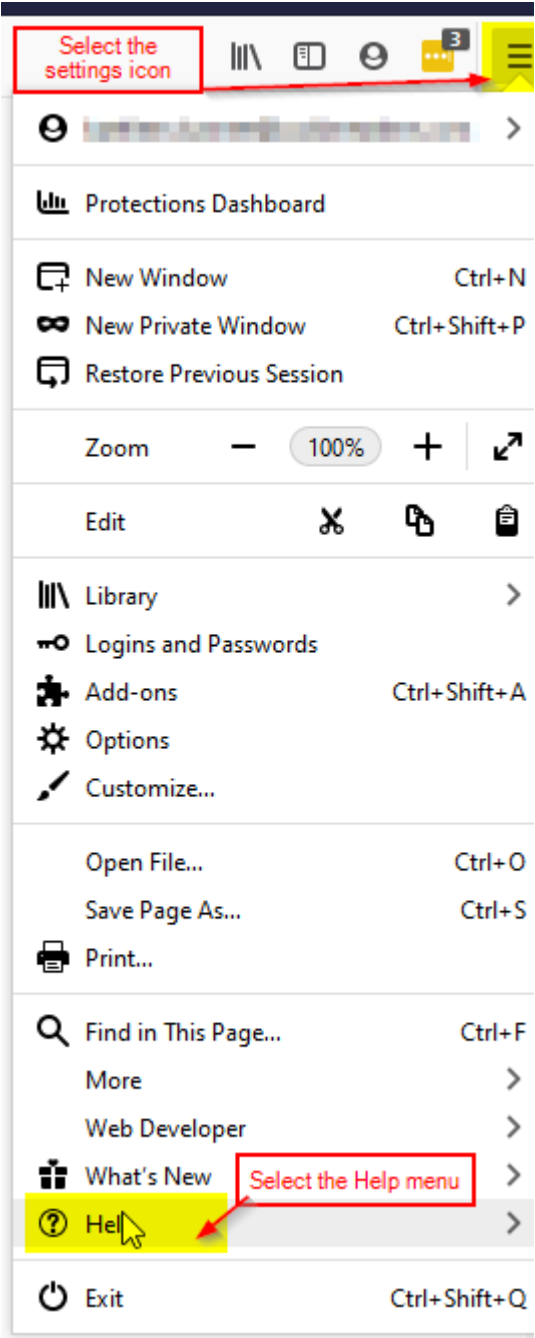 Select the
settings icon
3
Protections Dashboard
New Window Ctrl+N
New Private Window Ctrl+Shift+P
Restore Previous Session
Zoom 100%
Edit
Library
Logins and Passwords
Add-ons Ctrl+Shift+A
Options
Customize...
Open File... Ctrl+O
Save Page As... Ctrl+S
Print...
Find in This Page... Ctrl+F
More
Web Developer
What's New
Select the Help menu
Hel
Exit Ctrl+Shift+Q